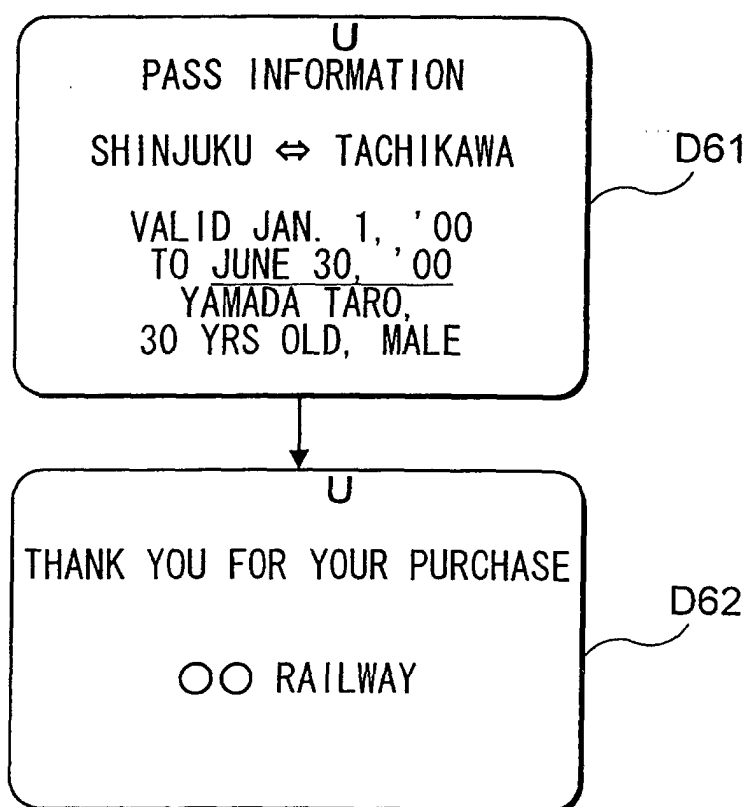 U
PASS INFORMATION
SHINJUKU ⇔ TACHIKAWA
D61
VALID JAN. 1, '00
TO JUNE 30, '00
YAMADA TARO,
30 YRS OLD, MALE
U
THANK YOU FOR YOUR PURCHASE
D62
○○ RAILWAY